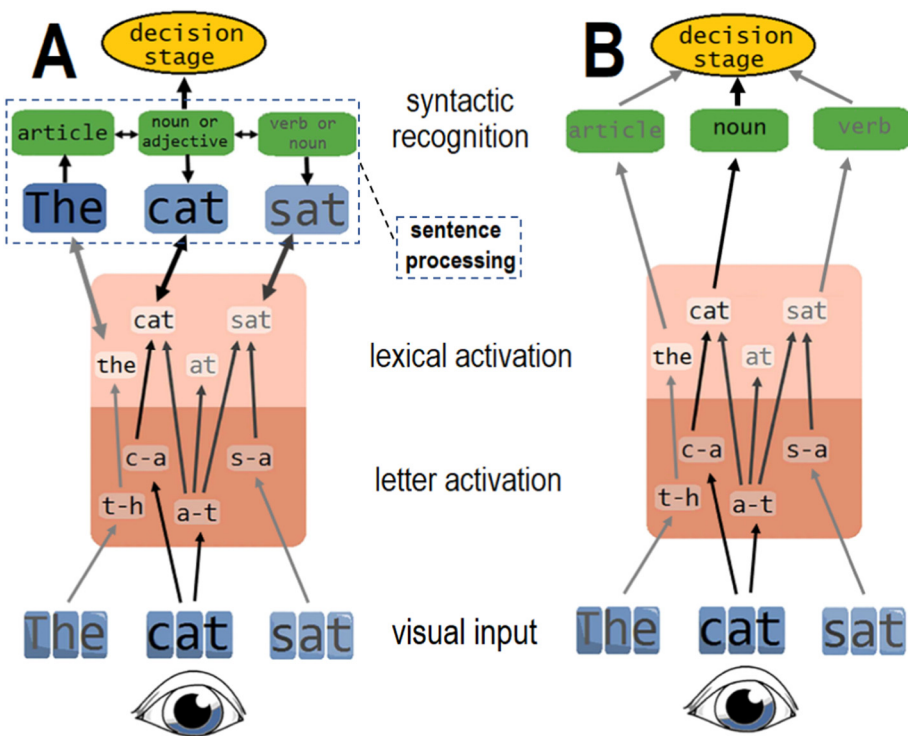 A
decision
stage
article
noun or
adjective
verb or
noun
The
cat
sat
syntactic
recognition
sentence
processing
cat
sat
the
at
lexical activation
c-a
s-a
t-h
a-t
letter activation
The
cat
sat
visual input
B
decision
stage
article
noun
verb
cat
sat
the
at
c-a
s-a
t-h
a-t
The
cat
sat